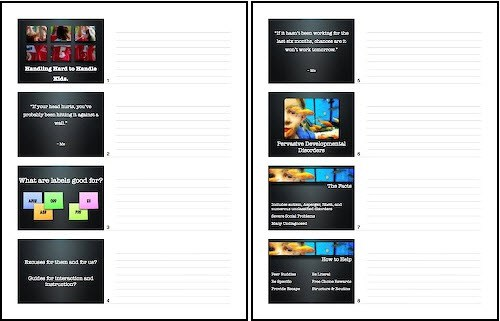 Handling Hard to Handle
Kids.
1
"If your head hurts, you've
probably been hitting it against a
wall."
- Me
2
What are labels good for?
ADHD
ODD
ED
ASD
PDD
3
Excuses for them and for us?
Guides for interaction and
instruction?
4
"If it hasn't been working for the
last six months, chances are it
won't work tomorrow."
- Me
5
Pervasive Developmental
Disorders
6
The Facts
Includes autism, Asperger, Rhett, and
numerous unclassified disorders
Severe Social Problems
Many Undiagnosed
7
How to Help
Peer Buddies
Be Specific
Provide Escape
Be Literal
Free Choice Rewards
Structure & Routine
8